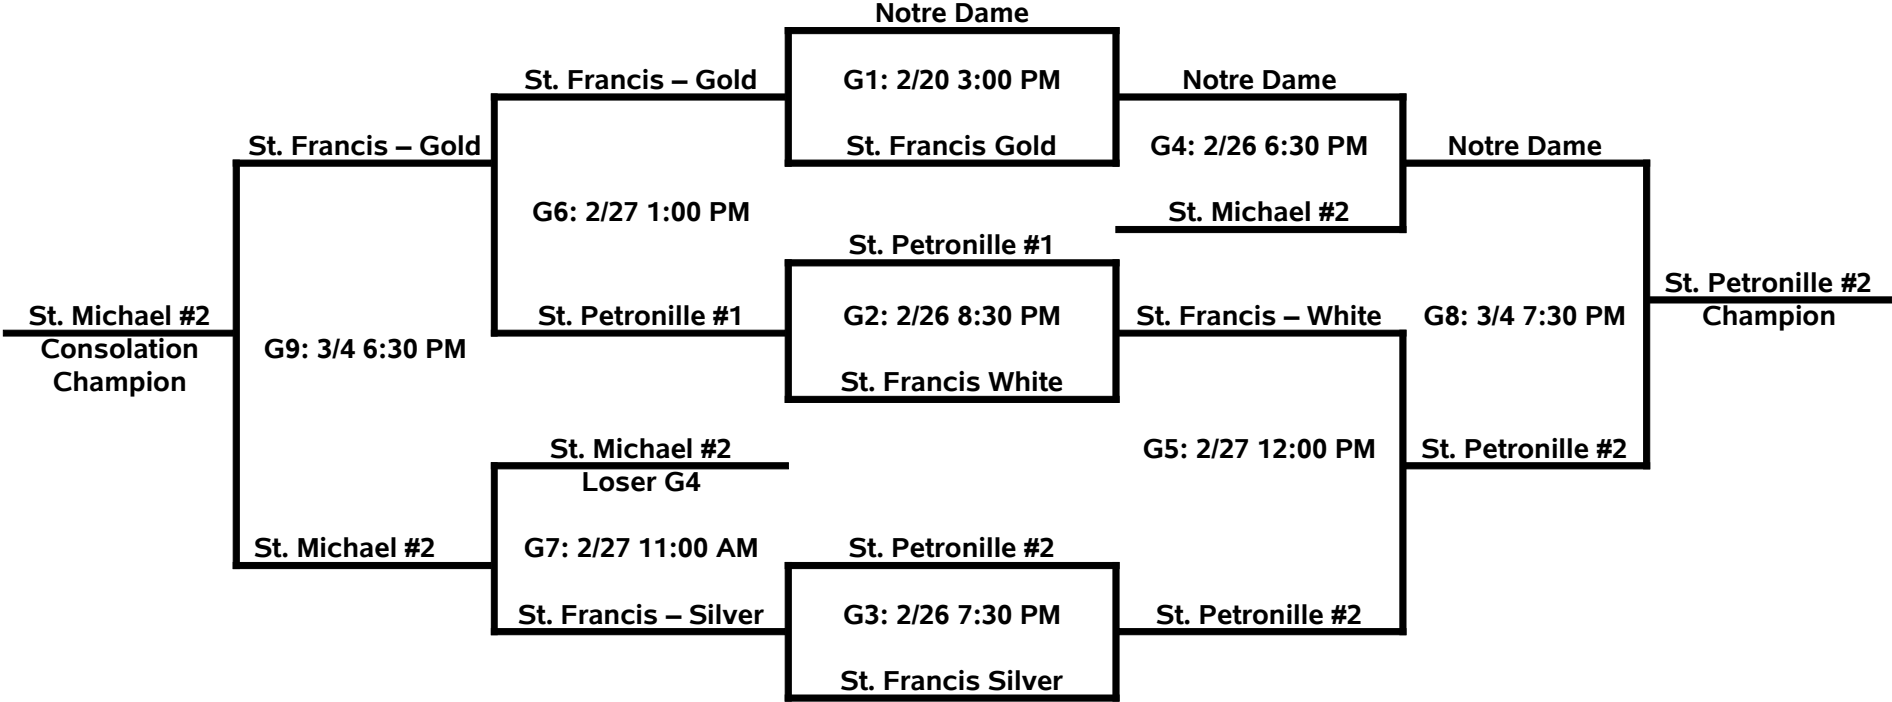 Notre Dame
St. Francis – Gold
G1: 2/20 3:00 PM
Notre Dame
St. Francis – Gold
St. Francis Gold
G4: 2/26 6:30 PM
Notre Dame
G6: 2/27 1:00 PM
St. Michael #2
St. Petronille #1
St. Petronille #2
St. Michael #2
St. Petronille #1
G2: 2/26 8:30 PM
St. Francis – White
G8: 3/4 7:30 PM
Champion
Consolation
G9: 3/4 6:30 PM
Champion
St. Francis White
St. Michael #2
G5: 2/27 12:00 PM
St. Petronille #2
Loser G4
St. Michael #2
G7: 2/27 11:00 AM
St. Petronille #2
St. Francis – Silver
G3: 2/26 7:30 PM
St. Petronille #2
St. Francis Silver